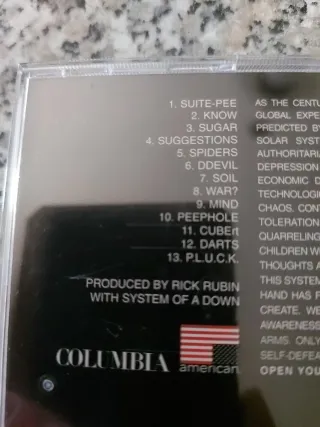 1. SUITE-PEE
2. KNOW
3. SUGAR
4. SUGGESTIONS
5. SPIDERS
6. DDEVIL
7. SOIL
8. WAR?
9. MIND
10. PEEPHOLE
11. CUBErt
12. DARTS
13. P.L.U.C.K.
PRODUCED BY RICK RUBIN
WITH SYSTEM OF A DOWN
COLUMBIA
american
AS THE CENTU
GLOBAL EXPE
PREDICTED BY
SOLAR SYST
AUTHORITARI
DEPRESSION
ECONOMIC D
TECHNOLOGI
CHAOS. CONT
TOLERATION
QUARRELING
CHILDREN W
THOUGHTS A
THIS SYSTEM
HAND HAS F
CREATE. WE
AWARENESS
ARMS. ONLY
SELF-DEFEA
OPEN YOU